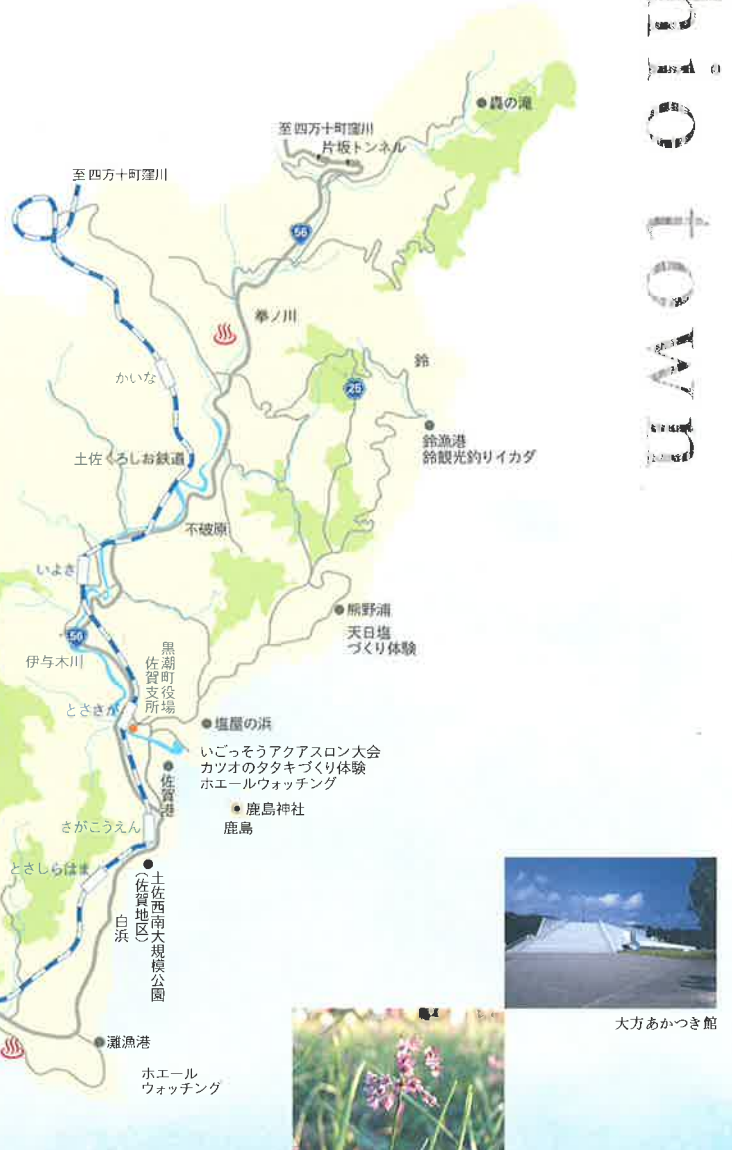 nio town
轟の滝
至四万十町窪川
片坂トンネル
至四万十町窪川
56
拳ノ川
鈴
かいな
25
鈴漁港
鈴観光釣りイカダ
土佐くろしお鉄道
不破原
いよき
熊野浦
天日塩
づくり体験
56
伊与木川
黒潮町役場
佐賀支所
とさささが
塩屋の浜
いごっそうアクアスロン大会
カツオのタタキづくり体験
ホエールウォッチング
佐賀港
鹿島神社
鹿島
さがこうえん
とさしらはま
土佐西南大規模公園
(佐賀地区)
白浜
大方あかつき館
灘漁港
ホエール
ウォッチング